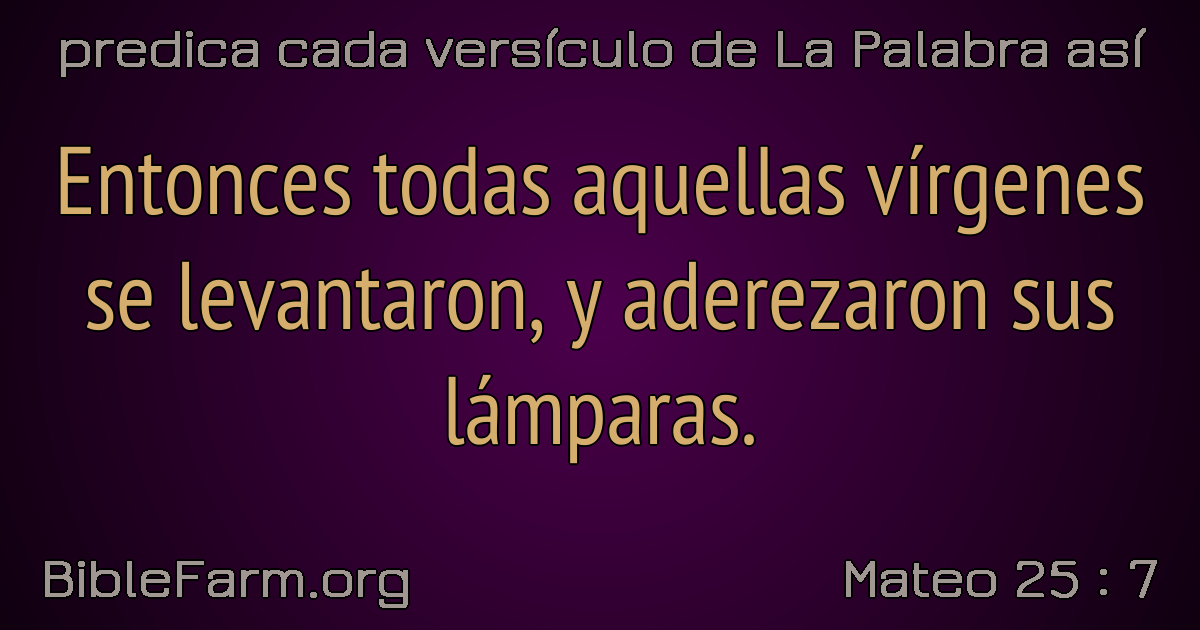 predica cada versículo de La Palabra así
Entonces todas aquellas vírgenes
se levantaron, y aderezaron sus
lámparas.
BibleFarm.org
Mateo 25 : 7